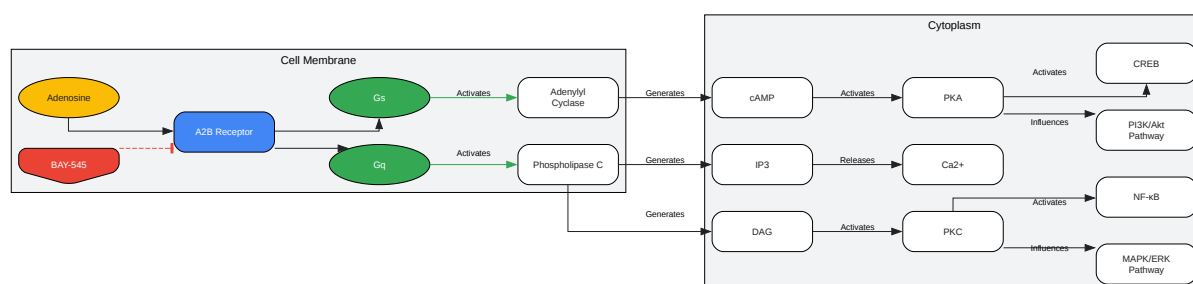 Cytoplasm
Cell Membrane
CREB
Activates
Adenosine
Gs
Activates
Adenylyl
Cyclase
Generates
cAMP
Activates
PKA
Influences
PI3K/Akt
Pathway
A2B Receptor
BAY-545
Gq
Activates
Phospholipase C
Generates
IP3
Releases
Ca2+
NF-κB
Activates
Generates
DAG
Activates
PKC
Influences
MAPK/ERK
Pathway